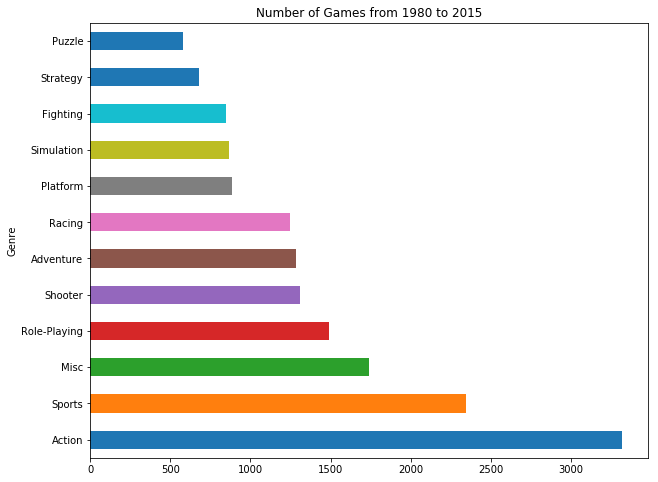 Number of Games from 1980 to 2015
Genre
Puzzle
Strategy
Fighting
Simulation
Platform
Racing
Adventure
Shooter
Role-Playing
Misc
Sports
Action
0 500 1000 1500 2000 2500 3000